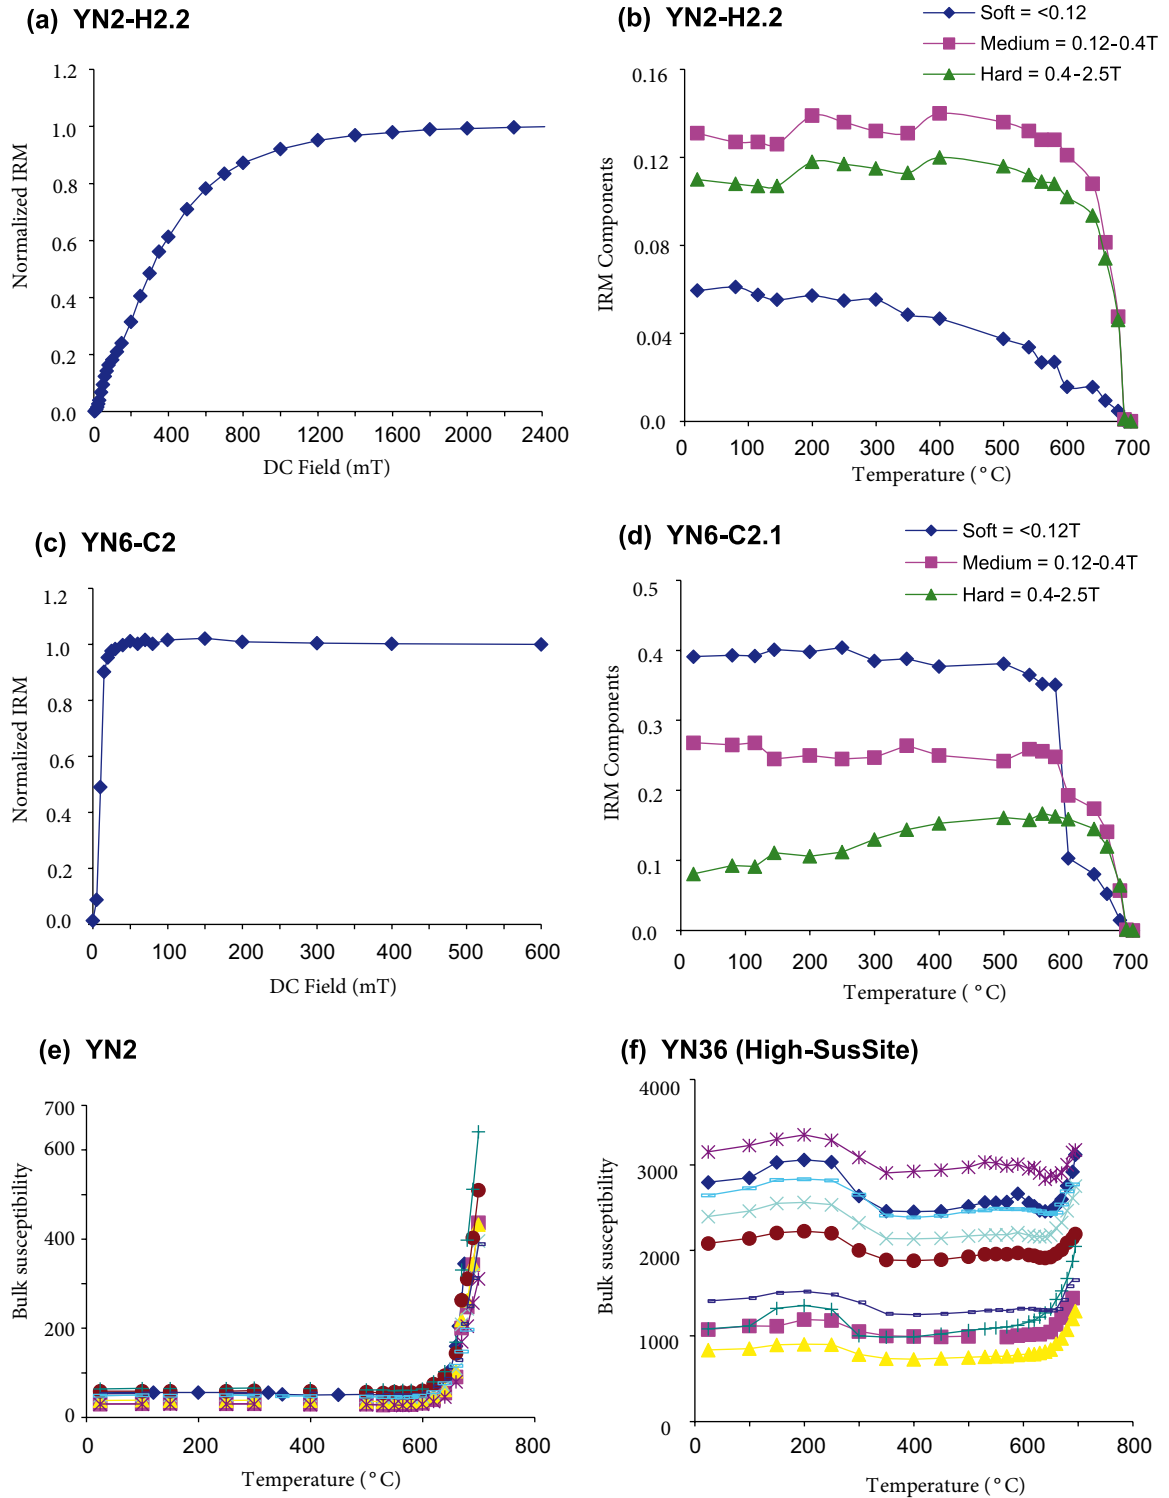 (a) YN2-H2.2
1.2
1.0
0.8
0.6
0.4
0.2
0.0
Normalized IRM
0 400 800 1200 1600 2000 2400
DC Field (mT)
(b) YN2-H2.2
Soft = <0.12
Medium = 0.12-0.4T
Hard = 0.4-2.5T
0.16
0.12
0.08
0.04
0.0
IRM Components
0 100 200 300 400 500 600 700
Temperature (°C)
(c) YN6-C2
1.2
1.0
0.8
0.6
0.4
0.2
0.0
Normalized IRM
0 100 200 300 400 500 600
DC Field (mT)
(d) YN6-C2.1
Soft = <0.12T
Medium = 0.12-0.4T
Hard = 0.4-2.5T
0.5
0.4
0.3
0.2
0.1
0.0
IRM Components
0 100 200 300 400 500 600 700
Temperature (°C)
(e) YN2
700
600
400
200
100
0
Bulk susceptibility
0 200 400 600 800
Temperature (°C)
(f) YN36 (High-SusSite)
4000
3000
2000
1000
0
Bulk susceptibility
0 200 400 600 800
Temperature (°C)